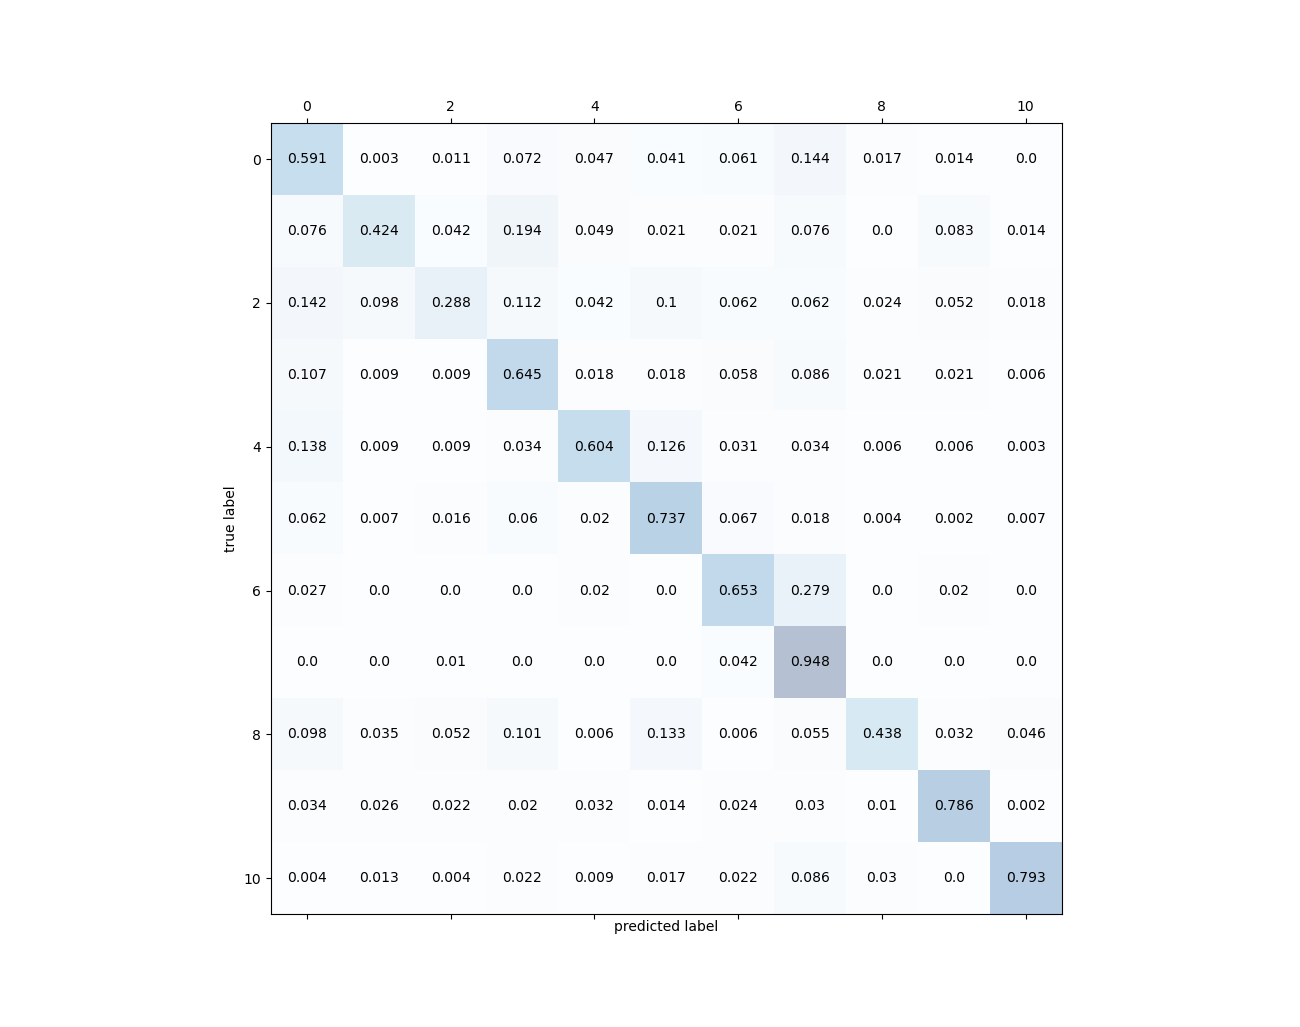 0 2 4 6 8 10
0 0.591 0.003 0.011 0.072 0.047 0.041 0.061 0.144 0.017 0.014 0.0
0.076 0.424 0.042 0.194 0.049 0.021 0.021 0.076 0.0 0.083 0.014
2 0.142 0.098 0.288 0.112 0.042 0.1 0.062 0.062 0.024 0.052 0.018
0.107 0.009 0.009 0.645 0.018 0.018 0.058 0.086 0.021 0.021 0.006
4 0.138 0.009 0.009 0.034 0.604 0.126 0.031 0.034 0.006 0.006 0.003
true label
0.062 0.007 0.016 0.06 0.02 0.737 0.067 0.018 0.004 0.002 0.007
6 0.027 0.0 0.0 0.0 0.02 0.0 0.653 0.279 0.0 0.02 0.0
0.0 0.0 0.01 0.0 0.0 0.0 0.042 0.948 0.0 0.0 0.0
8 0.098 0.035 0.052 0.101 0.006 0.133 0.006 0.055 0.438 0.032 0.046
0.034 0.026 0.022 0.02 0.032 0.014 0.024 0.03 0.01 0.786 0.002
10 0.004 0.013 0.004 0.022 0.009 0.017 0.022 0.086 0.03 0.0 0.793
predicted label